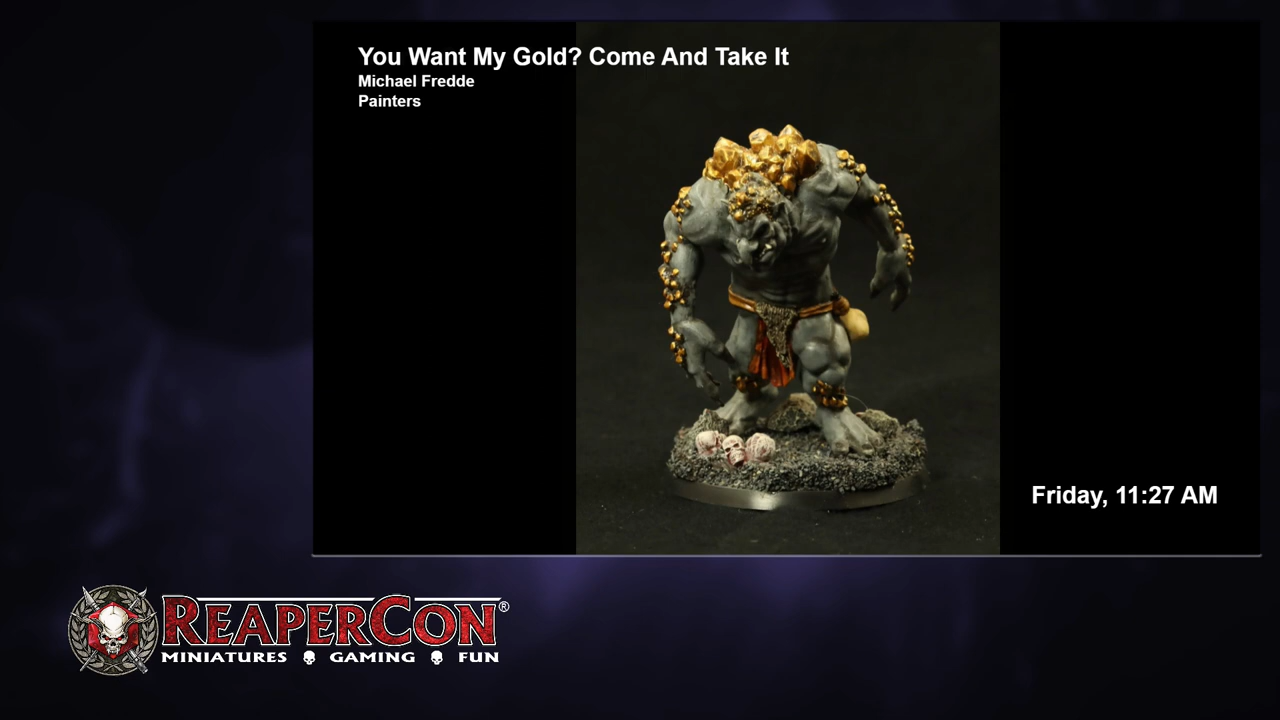 You Want My Gold? Come And Take It
Michael Fredde
Painters
Friday, 11:27 AM
REAPERCON®
MINIATURES GAMING FUN